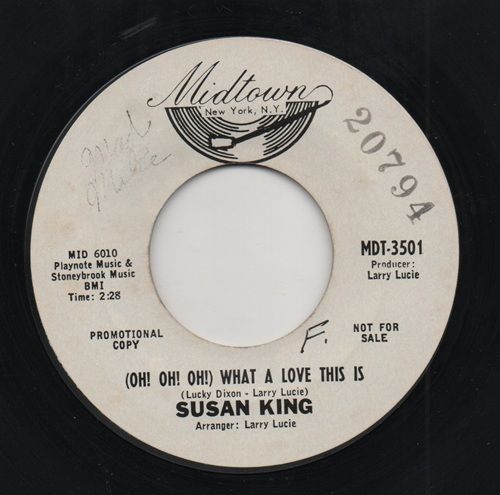 Midtown
New York, N.Y.
20794
MID 6010
Playnote Music &
Stoneybrook Music
BMI
Time: 2:28
MDT-3501
Producer:
Larry Lucie
PROMOTIONAL
COPY
F.
NOT FOR
SALE
(OH! OH! OH!) WHAT A LOVE THIS IS
(Lucky Dixon - Larry Lucie)
SUSAN KING
Arranger: Larry Lucie